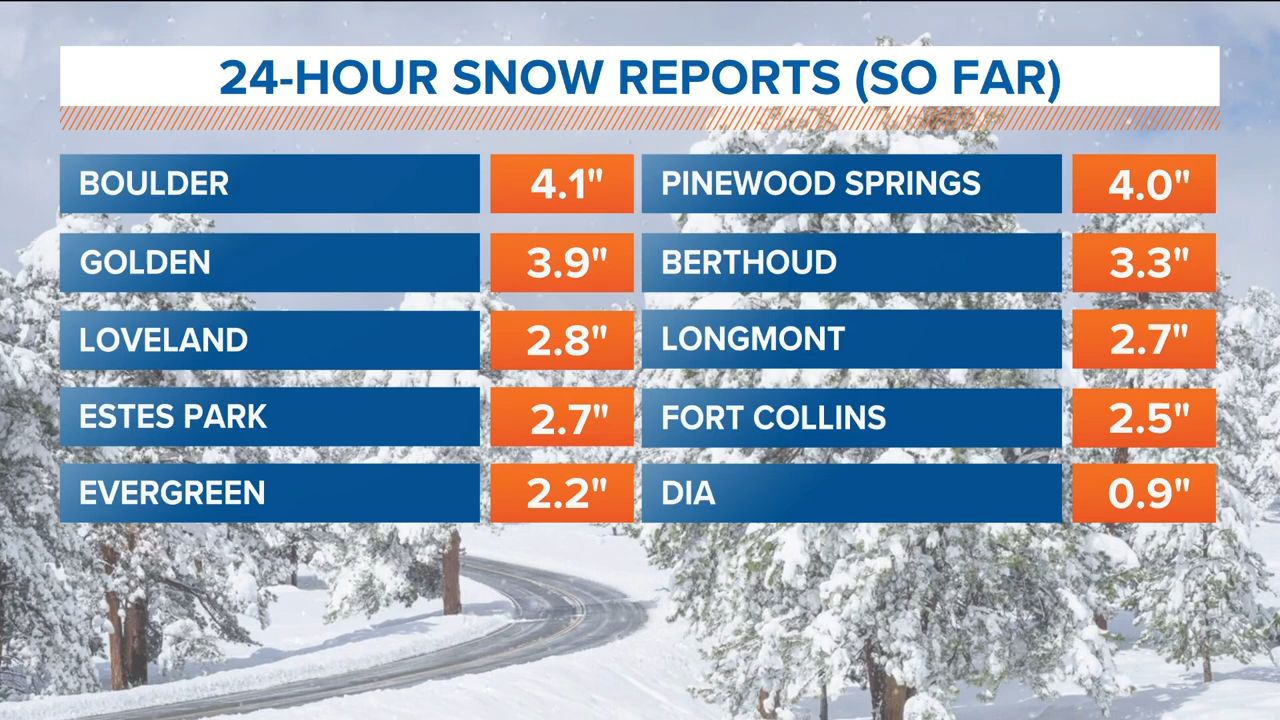 24-HOUR SNOW REPORTS (SO FAR)
BOULDER 4.1" PINEWOOD SPRINGS 4.0"
GOLDEN 3.9" BERTHOUD 3.3"
LOVELAND 2.8" LONGMONT 2.7"
ESTES PARK 2.7" FORT COLLINS 2.5"
EVERGREEN 2.2" DIA 0.9"